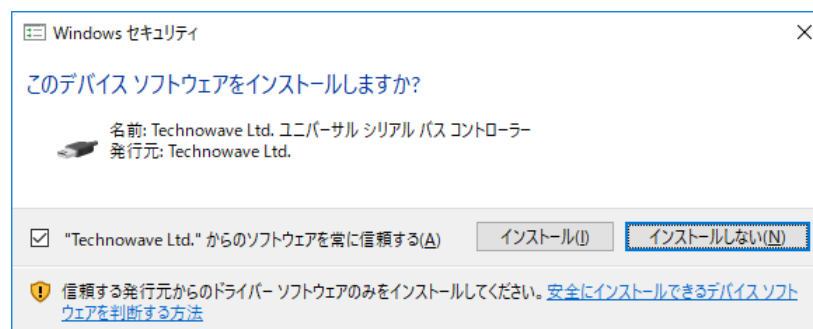 Windows セキュリティ
このデバイス ソフトウェアをインストールしますか?
名前: Technowave Ltd. ユニバーサル シリアル バス コントローラー
発行元: Technowave Ltd.
"Technowave Ltd." からのソフトウェアを常に信頼する(A)
インストール(I)
インストールしない(N)
信頼する発行元からのドライバー ソフトウェアのみをインストールしてください。安全にインストールできるデバイス ソフト
ウェアを判断する方法